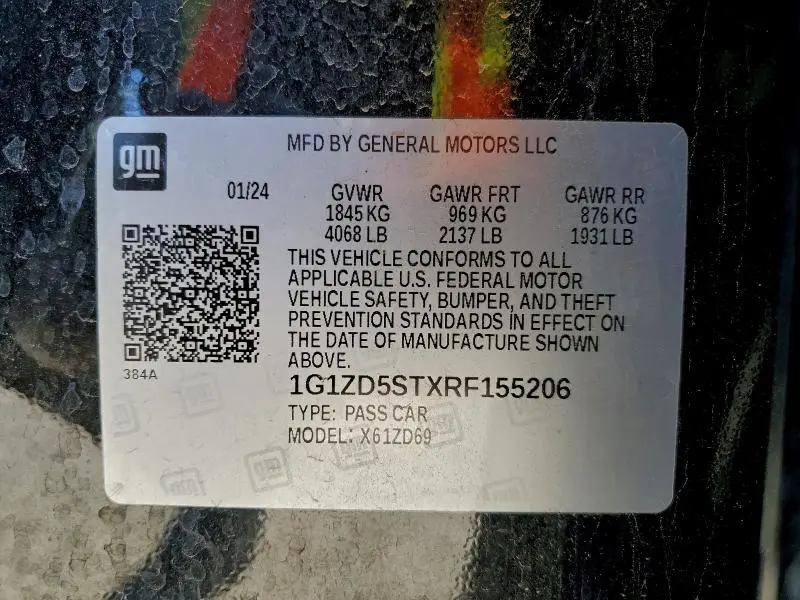 gm
MFD BY GENERAL MOTORS LLC
01/24 GVWR GAWR FRT GAWR RR
1845 KG 969 KG 876 KG
4068 LB 2137 LB 1931 LB
THIS VEHICLE CONFORMS TO ALL
APPLICABLE U.S. FEDERAL MOTOR
VEHICLE SAFETY, BUMPER, AND THEFT
PREVENTION STANDARDS IN EFFECT ON
THE DATE OF MANUFACTURE SHOWN
ABOVE.
384A
1G1ZD5STXRF155206
TYPE: PASS CAR
MODEL: X61ZD69